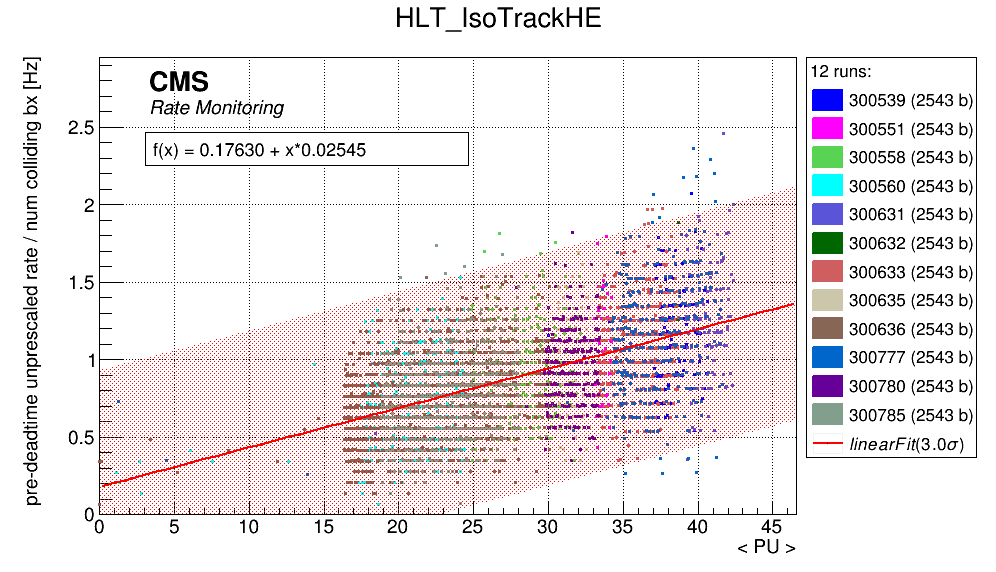 HLT_IsoTrackHE
pre-deadtime unprescaled rate / num colliding bx [Hz]
CMS
Rate Monitoring
f(x) = 0.17630 + x*0.02545
2.5
2
1.5
1
0.5
0
0 5 10 15 20 25 30 35 40 45
< PU >
12 runs:
300539 (2543 b)
300551 (2543 b)
300558 (2543 b)
300560 (2543 b)
300631 (2543 b)
300632 (2543 b)
300633 (2543 b)
300635 (2543 b)
300636 (2543 b)
300777 (2543 b)
300780 (2543 b)
300785 (2543 b)
linearFit(3.0σ)